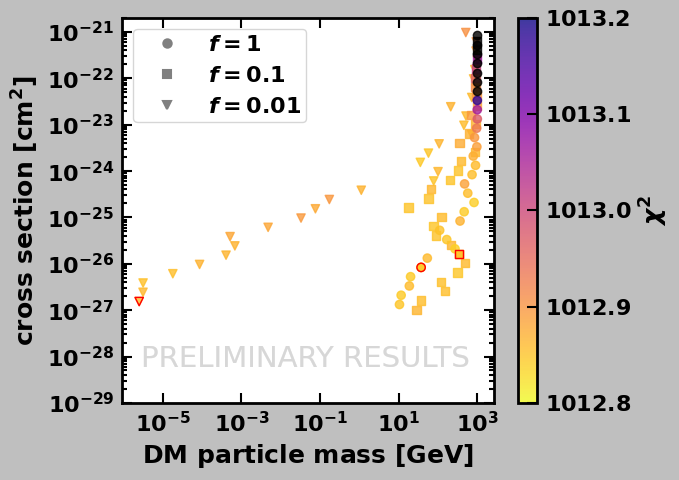 f = 1
f = 0.1
f = 0.01
PRELIMINARY RESULTS
cross section [cm²]
10⁻²¹
10⁻²²
10⁻²³
10⁻²⁴
10⁻²⁵
10⁻²⁶
10⁻²⁷
10⁻²⁸
10⁻²⁹
10⁻⁵
10⁻³
10⁻¹
10¹
10³
DM particle mass [GeV]
1013.2
1013.1
1013.0
1012.9
1012.8
χ²